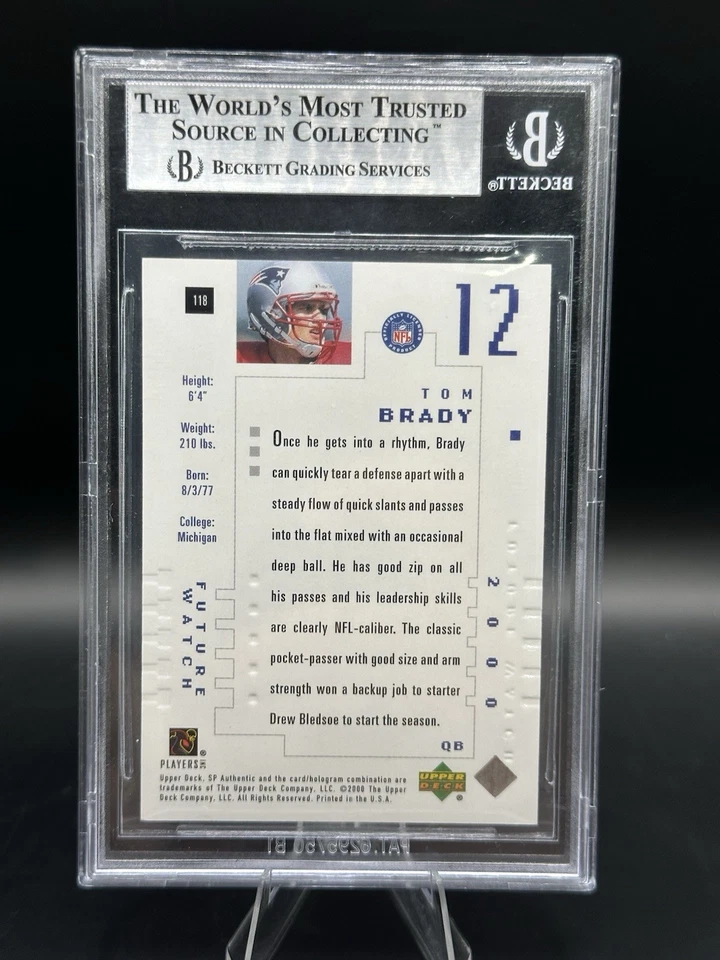 THE WORLD'S MOST TRUSTED
SOURCE IN COLLECTING™
B BECKETT GRADING SERVICES
B
BECKETT®
118
OFFICIALLY LICENSED
NFL
PRODUCT
12
TOM
BRADY
Height:
6'4"
Weight:
210 lbs.
Born:
8/3/77
College:
Michigan
Once he gets into a rhythm, Brady
can quickly tear a defense apart with a
steady flow of quick slants and passes
into the flat mixed with an occasional
deep ball. He has good zip on all
his passes and his leadership skills
are clearly NFL-caliber. The classic
pocket-passer with good size and arm
strength won a backup job to starter
Drew Bledsoe to start the season.
FUTURE
WATCH
2000
QB
PLAYERS INC®
UPPER
DECK®
Upper Deck, SP Authentic and the card/hologram combination are
trademarks of The Upper Deck Company, LLC. ©2000 The Upper
Deck Company, LLC. All Rights Reserved. Printed in the U.S.A.